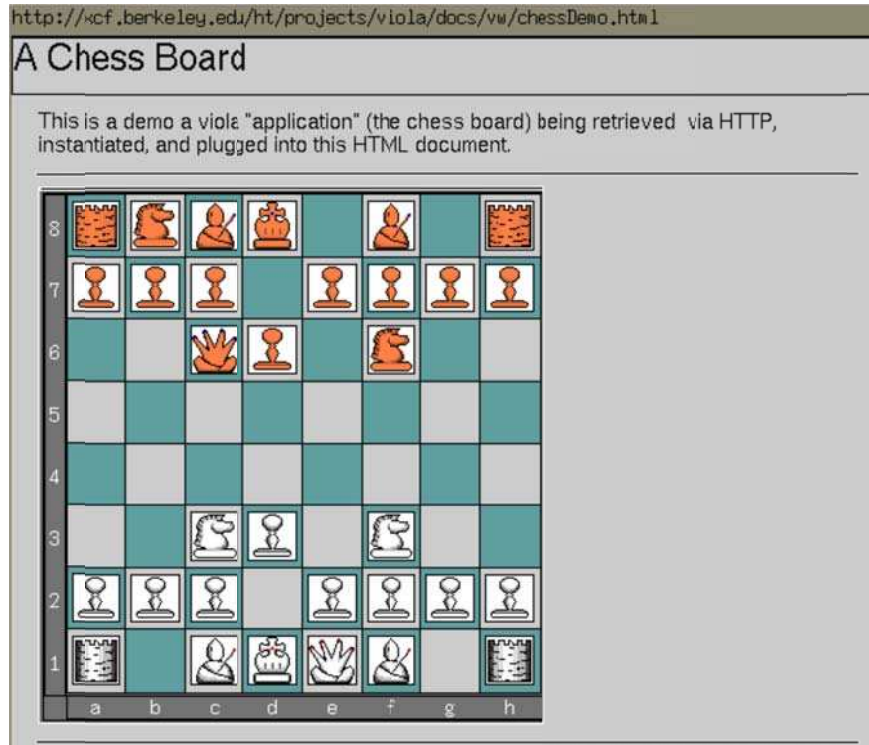 http://xcf.berkeley.edu/ht/projects/viola/docs/vw/chessDemo.html
A Chess Board
This is a demo a viola "application" (the chess board) being retrieved via HTTP,
instantiated, and plugged into this HTML document.
8
7
6
5
4
3
2
1
a b c d e f g h